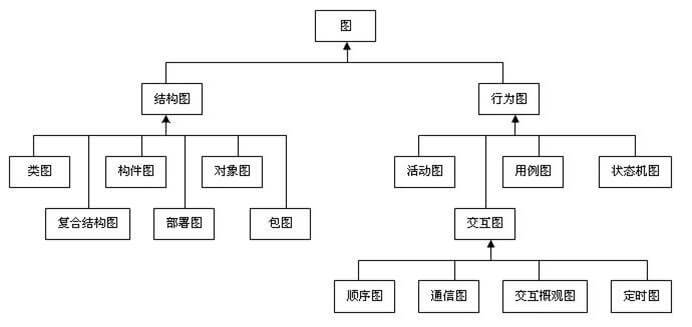 图
结构图
行为图
类图
构件图
对象图
活动图
用例图
状态机图
复合结构图
部署图
包图
交互图
顺序图
通信图
交互概观图
定时图